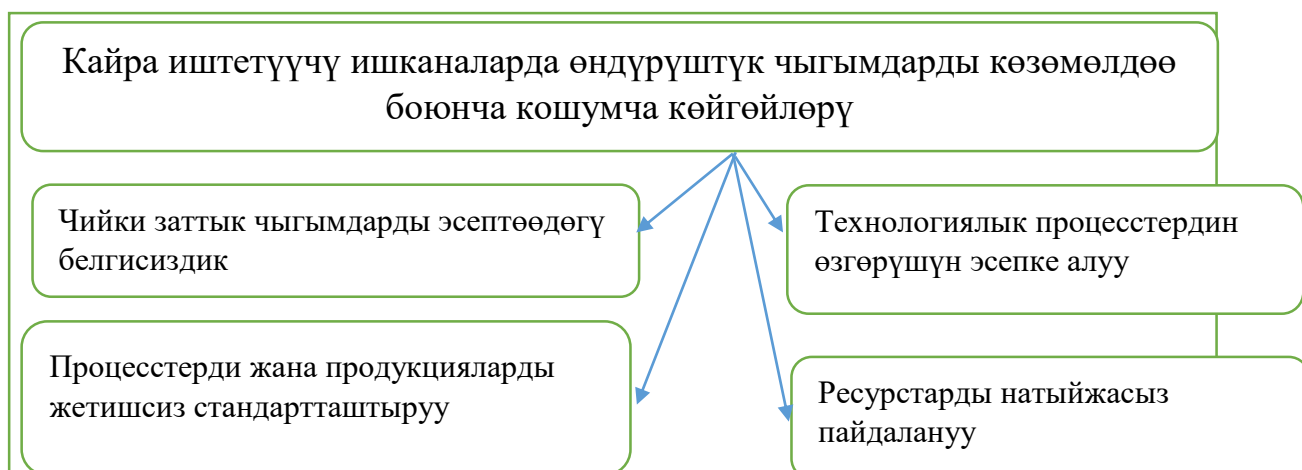 Кайра иштетүүчү ишканаларда өндүрүштүк чыгымдарды көзөмөлдөө
боюнча кошумча көйгөйлөрү
Чийки заттык чыгымдарды эсептөөдөгү
белгисиздик
Технологиялык процесстердин
өзгөрүшүн эсепке алуу
Процесстерди жана продукцияларды
жетишсиз стандартташтыруу
Ресурстарды натыйжасыз
пайдалануу